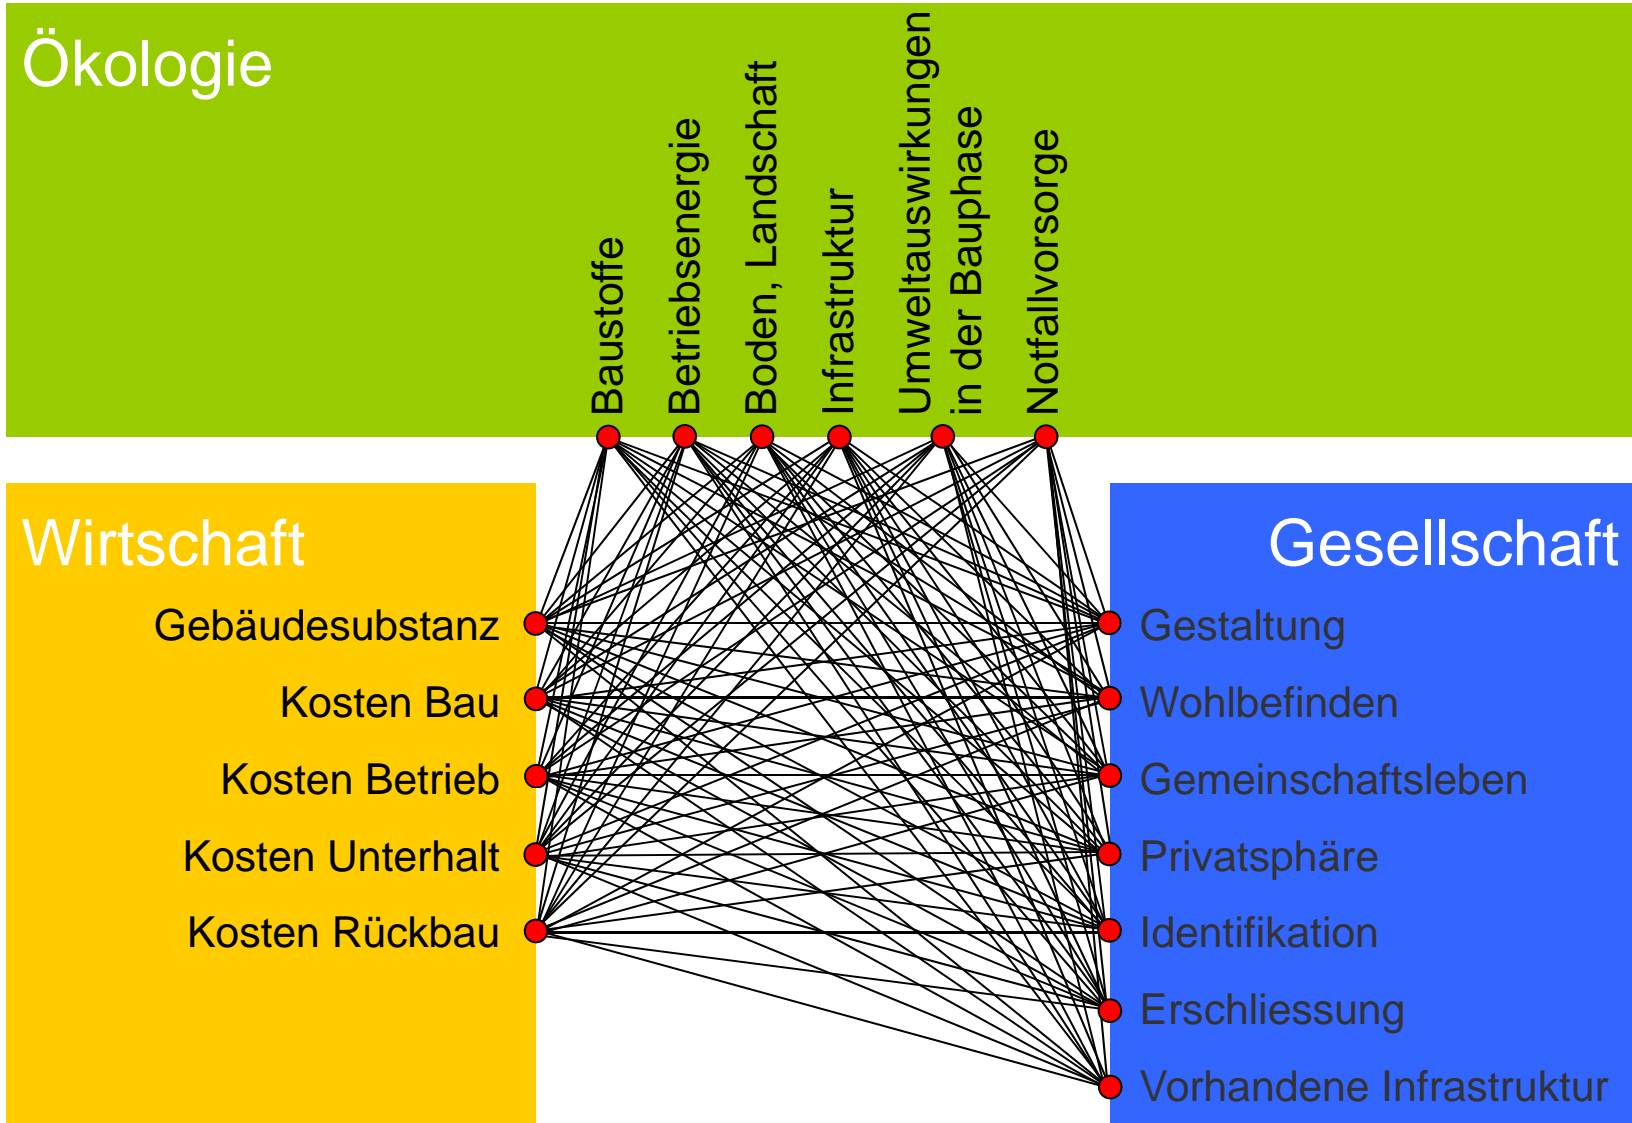 Ökologie
Baustoffe
Betriebsenergie
Boden, Landschaft
Infrastruktur
Umweltauswirkungen
in der Bauphase
Notfallvorsorge
Wirtschaft
Gebäudesubstanz
Kosten Bau
Kosten Betrieb
Kosten Unterhalt
Kosten Rückbau
Gesellschaft
Gestaltung
Wohlbefinden
Gemeinschaftsleben
Privatsphäre
Identifikation
Erschliessung
Vorhandene Infrastruktur